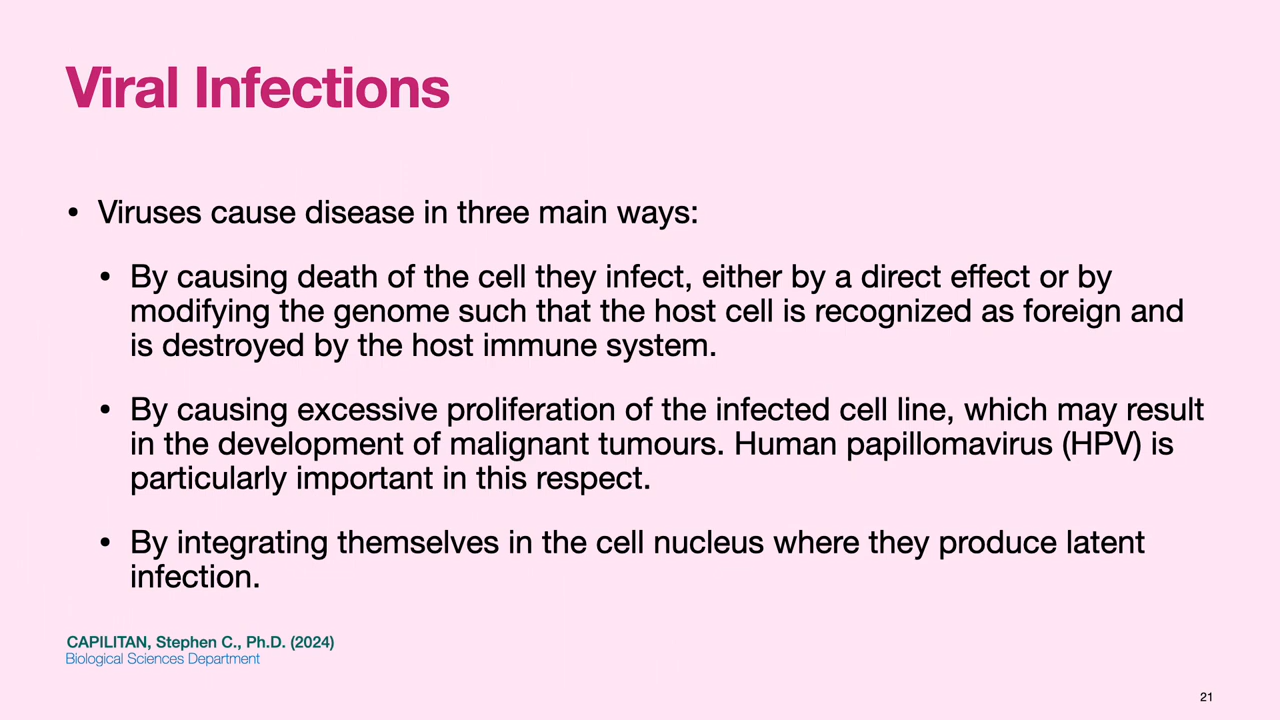 Viral Infections
• Viruses cause disease in three main ways:
• By causing death of the cell they infect, either by a direct effect or by
modifying the genome such that the host cell is recognized as foreign and
is destroyed by the host immune system.
• By causing excessive proliferation of the infected cell line, which may result
in the development of malignant tumours. Human papillomavirus (HPV) is
particularly important in this respect.
• By integrating themselves in the cell nucleus where they produce latent
infection.
CAPILITAN, Stephen C., Ph.D. (2024)
Biological Sciences Department
21